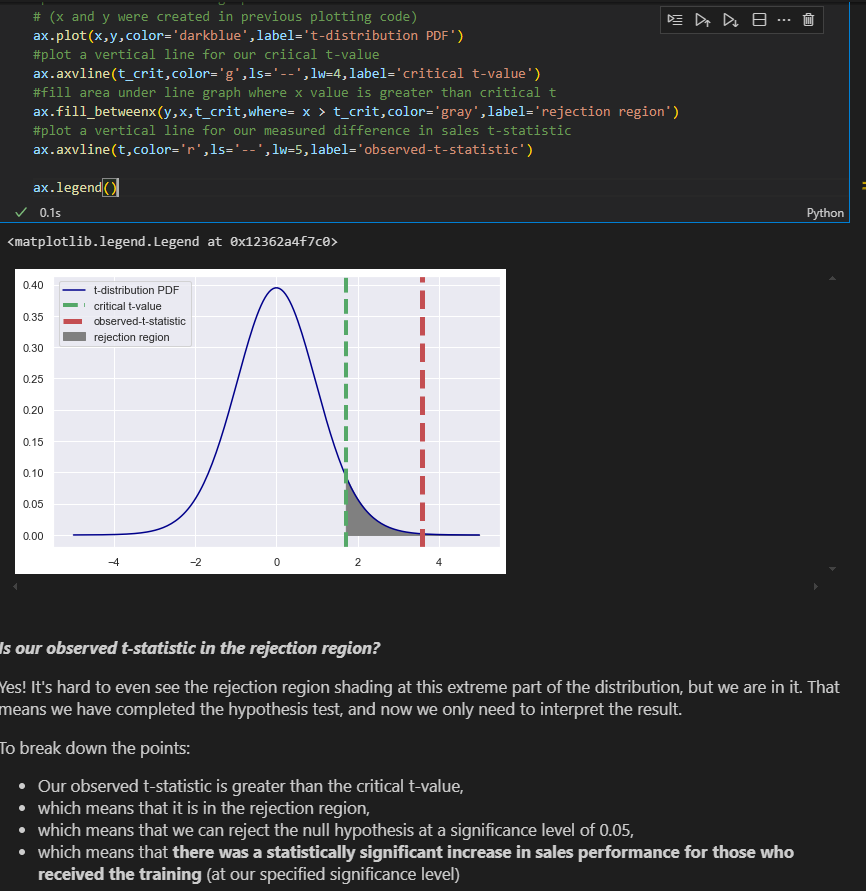 # (x and y were created in previous plotting code)
ax.plot(x,y,color='darkblue',label='t-distribution PDF')
#plot a vertical line for our criical t-value
ax.axvline(t_crit,color='g',ls='--',lw=4,label='critical t-value')
#fill area under line graph where x value is greater than critical t
ax.fill_betweenx(y,x,t_crit,where= x > t_crit,color='gray',label='rejection region')
#plot a vertical line for our measured difference in sales t-statistic
ax.axvline(t,color='r',ls='--',lw=5,label='observed-t-statistic')
ax.legend()
0.1s
Python
<matplotlib.legend.Legend at 0x12362a4f7c0>
t-distribution PDF
critical t-value
observed-t-statistic
rejection region
0.40
0.35
0.30
0.25
0.20
0.15
0.10
0.05
0.00
−4 −2 0 2 4
Is our observed t-statistic in the rejection region?
Yes! It's hard to even see the rejection region shading at this extreme part of the distribution, but we are in it. That
means we have completed the hypothesis test, and now we only need to interpret the result.
To break down the points:
• Our observed t-statistic is greater than the critical t-value,
• which means that it is in the rejection region,
• which means that we can reject the null hypothesis at a significance level of 0.05,
• which means that there was a statistically significant increase in sales performance for those who
received the training (at our specified significance level)